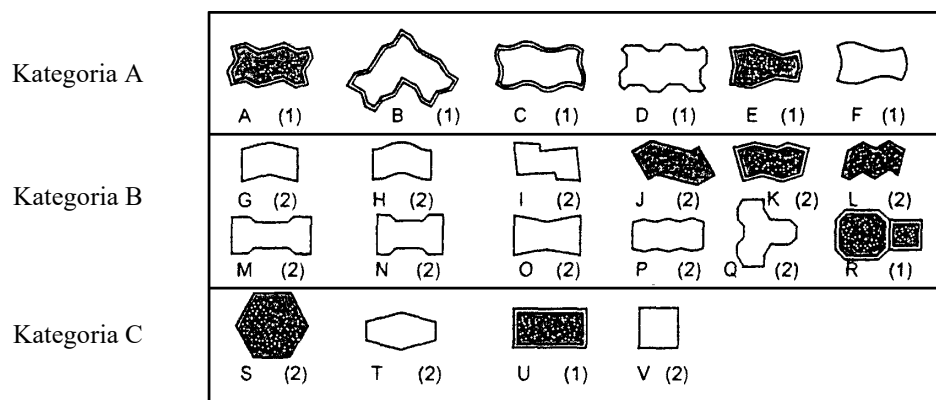 Kategoria A
A (1) B (1) C (1) D (1) E (1) F (1)
Kategoria B
G (2) H (2) I (2) J (2) K (2) L (2)
M (2) N (2) O (2) P (2) Q (2) R (1)
Kategoria C
S (2) T (2) U (1) V (2)